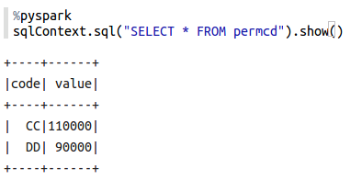 %pyspark
sqlContext.sql("SELECT * FROM permcd").show()
+----+------+
|code| value|
+----+------+
|  CC|110000|
|  DD| 90000|
+----+------+